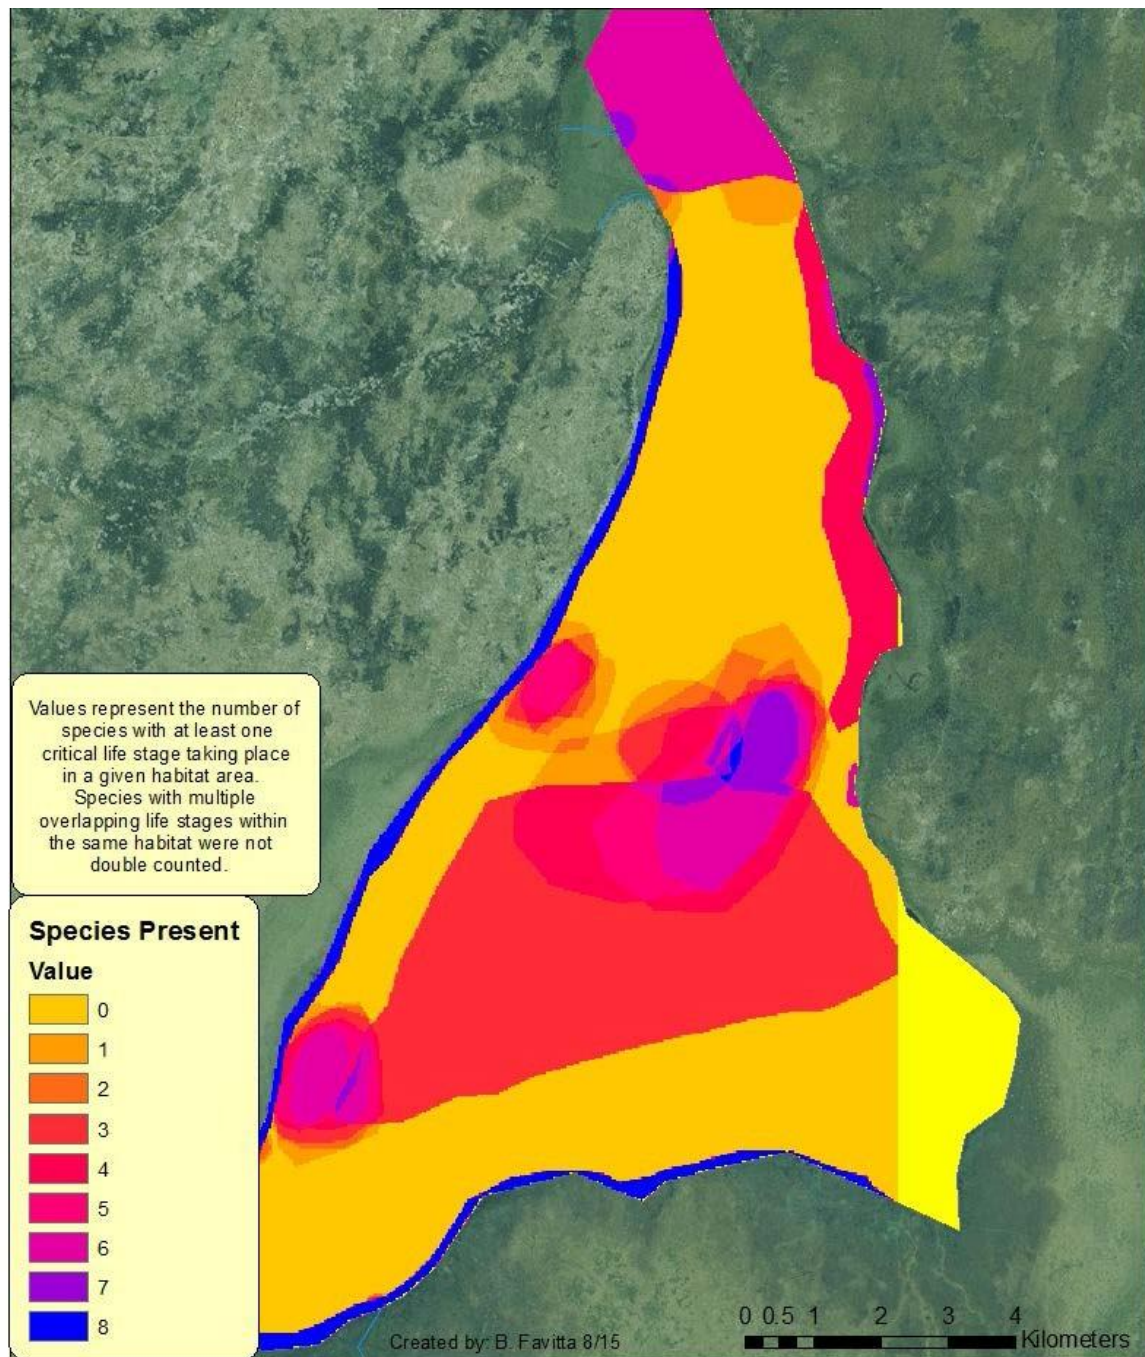 Values represent the number of
species with at least one
critical life stage taking place
in a given habitat area.
Species with multiple
overlapping life stages within
the same habitat were not
double counted.
Species Present
Value
0
1
2
3
4
5
6
7
8
Created by: B. Favitta 8/15
0 0.5 1 2 3 4
Kilometers